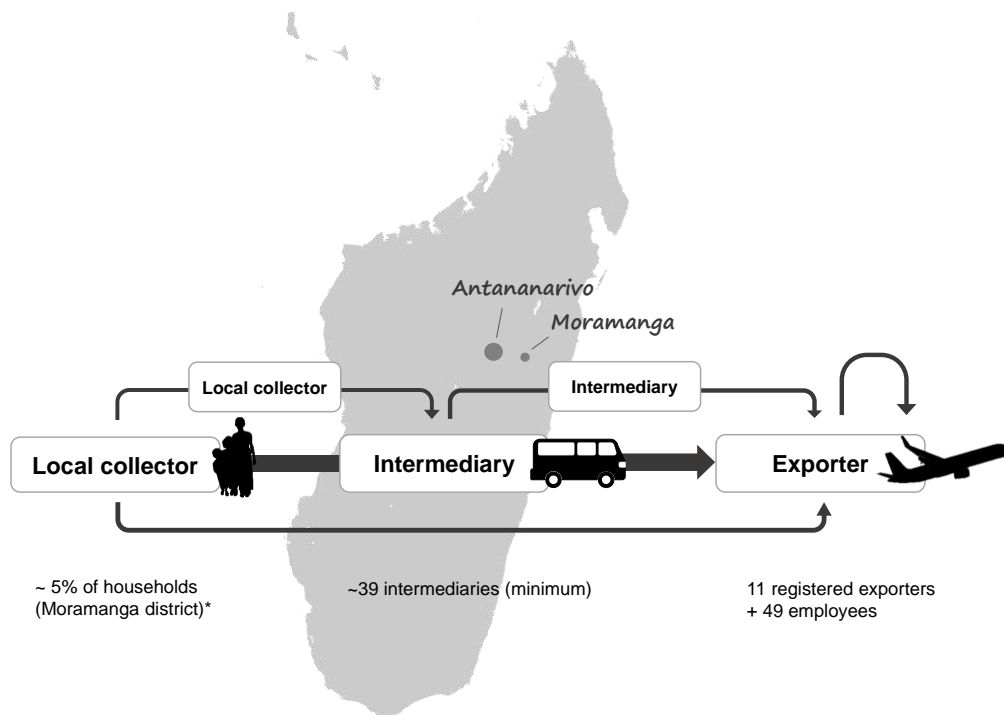 Antananarivo
Moramanga
Local collector
Intermediary
Local collector
Intermediary
Exporter
~ 5% of households
(Moramanga district)*
~39 intermediaries (minimum)
11 registered exporters
+ 49 employees